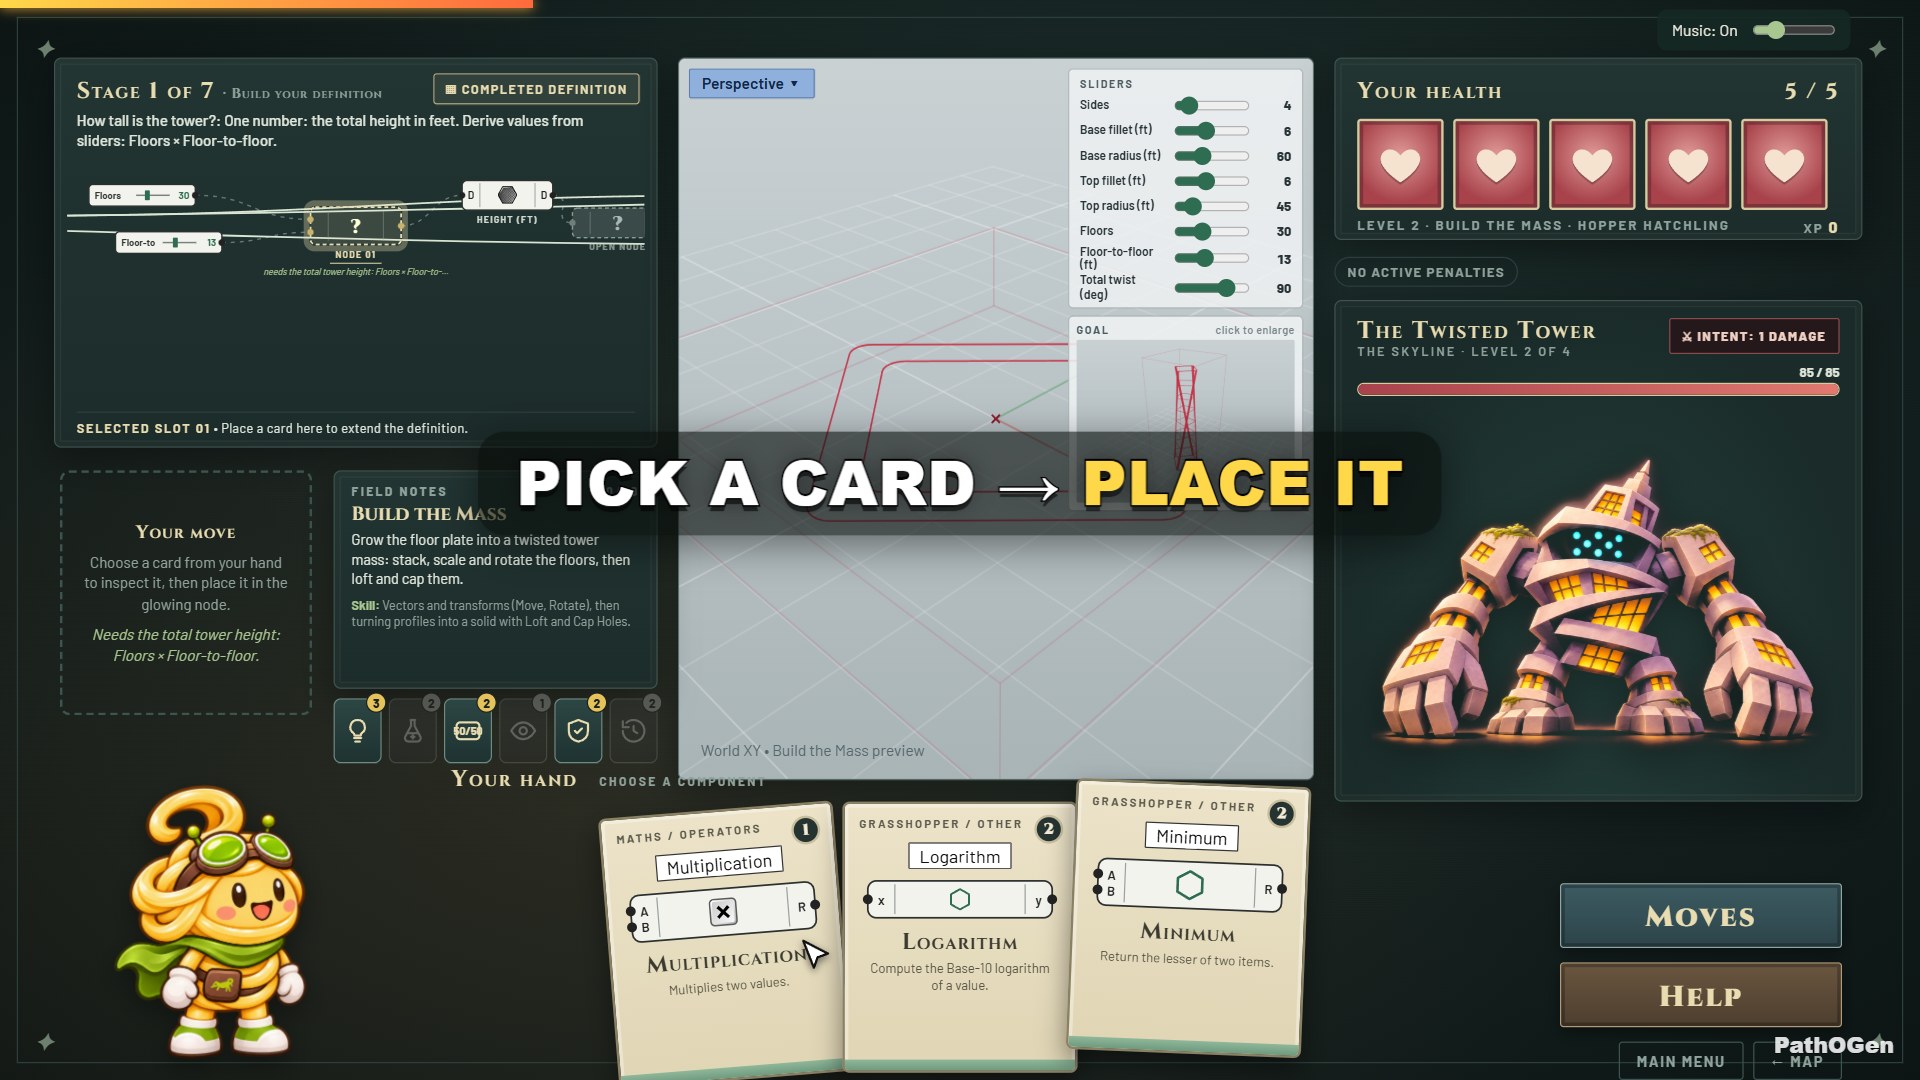 Music: On
STAGE 1 OF 7 · BUILD YOUR DEFINITION
COMPLETED DEFINITION
How tall is the tower?: One number: the total height in feet. Derive values from
sliders: Floors × Floor-to-floor.
Floors 30
Floor-to 13
?
NODE 01
needs the total tower height: Floors × Floor-to-...
D D
HEIGHT (FT)
?
OPEN NODE
SELECTED SLOT 01 • Place a card here to extend the definition.
Perspective
SLIDERS
Sides 4
Base fillet (ft) 6
Base radius (ft) 60
Top fillet (ft) 6
Top radius (ft) 45
Floors 30
Floor-to-floor
(ft) 13
Total twist
(deg) 90
GOAL click to enlarge
YOUR HEALTH 5 / 5
LEVEL 2 · BUILD THE MASS · HOPPER HATCHLING XP 0
NO ACTIVE PENALTIES
THE TWISTED TOWER
THE SKYLINE · LEVEL 2 OF 4
INTENT: 1 DAMAGE
85 / 85
PICK A CARD → PLACE IT
YOUR MOVE
Choose a card from your hand
to inspect it, then place it in the
glowing node.
Needs the total tower height:
Floors × Floor-to-floor.
FIELD NOTES
BUILD THE MASS
Grow the floor plate into a twisted tower
mass: stack, scale and rotate the floors, then
loft and cap them.
Skill: Vectors and transforms (Move, Rotate), then
turning profiles into a solid with Loft and Cap Holes.
3 2 2 1 2 2
50/50
World XY • Build the Mass preview
YOUR HAND CHOOSE A COMPONENT
MATHS / OPERATORS 1
Multiplication
A
B
R
MULTIPLICATION
Multiplies two values.
GRASSHOPPER / OTHER 2
Logarithm
x y
LOGARITHM
Compute the Base-10 logarithm
of a value.
GRASSHOPPER / OTHER 2
Minimum
A
B
R
MINIMUM
Return the lesser of two items.
MOVES
HELP
MAIN MENU
← MAP
PathOGen